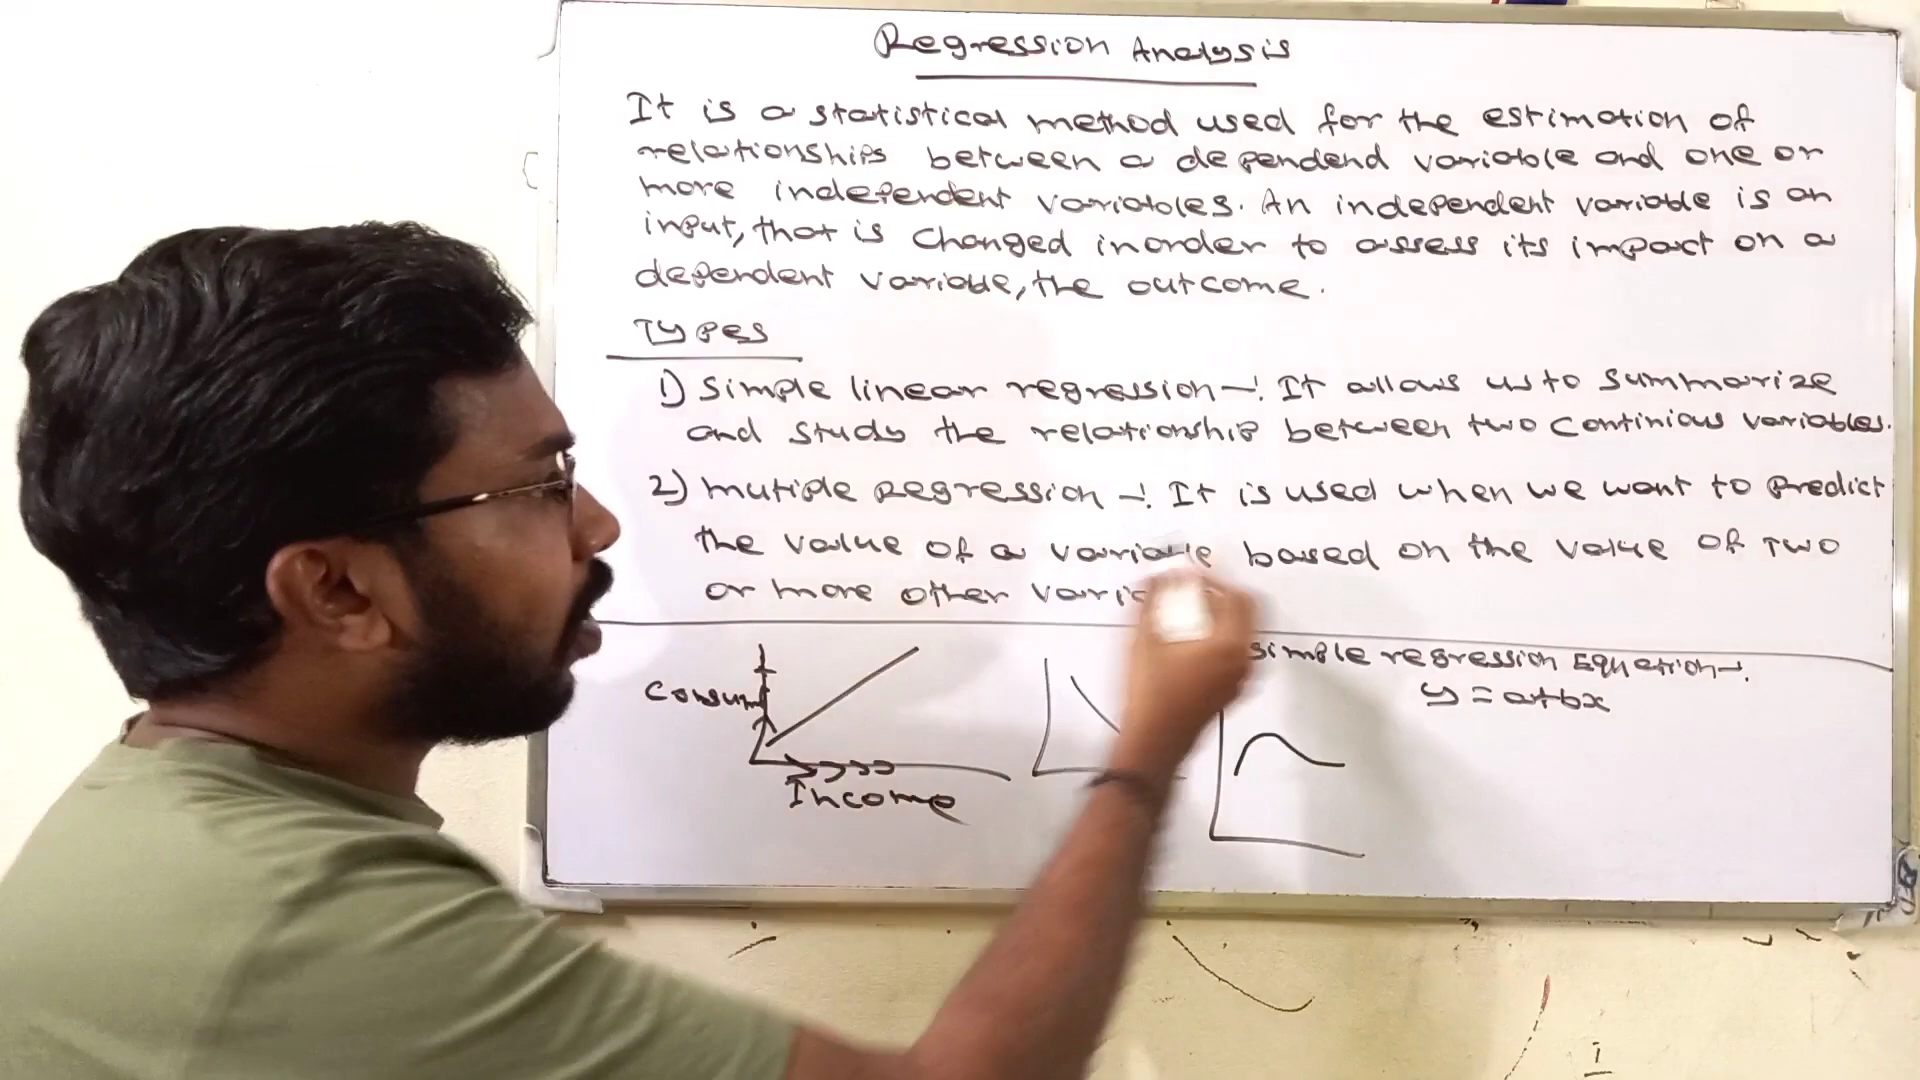 Regression Analysis
It is a statistical method used for the estimation of
relationships between a dependend variable and one or
more independent variables. An independent variable is an
input, that is changed inorder to assess its impact on a
dependent variable, the outcome.
Types
1) Simple linear regression -: It allows us to summarize
and study the relationship between two continious variables.
2) mutiple Regression -: It is used when we want to predict
the value of a variable based on the value of two
or more other
simple regression Equation -:
y = a+bx
Consum
Income